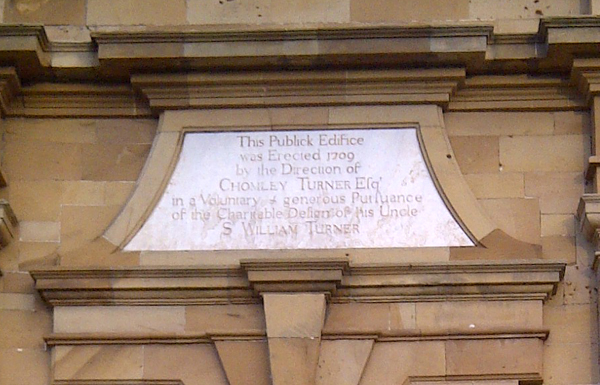 This Publick Edifice
was Erected 1709
by the Direction of
CHOMLEY TURNER Esqr
in a Voluntary & generous Purſuance
of the Charitable Deſign of his Uncle
Sr WILLIAM TURNER